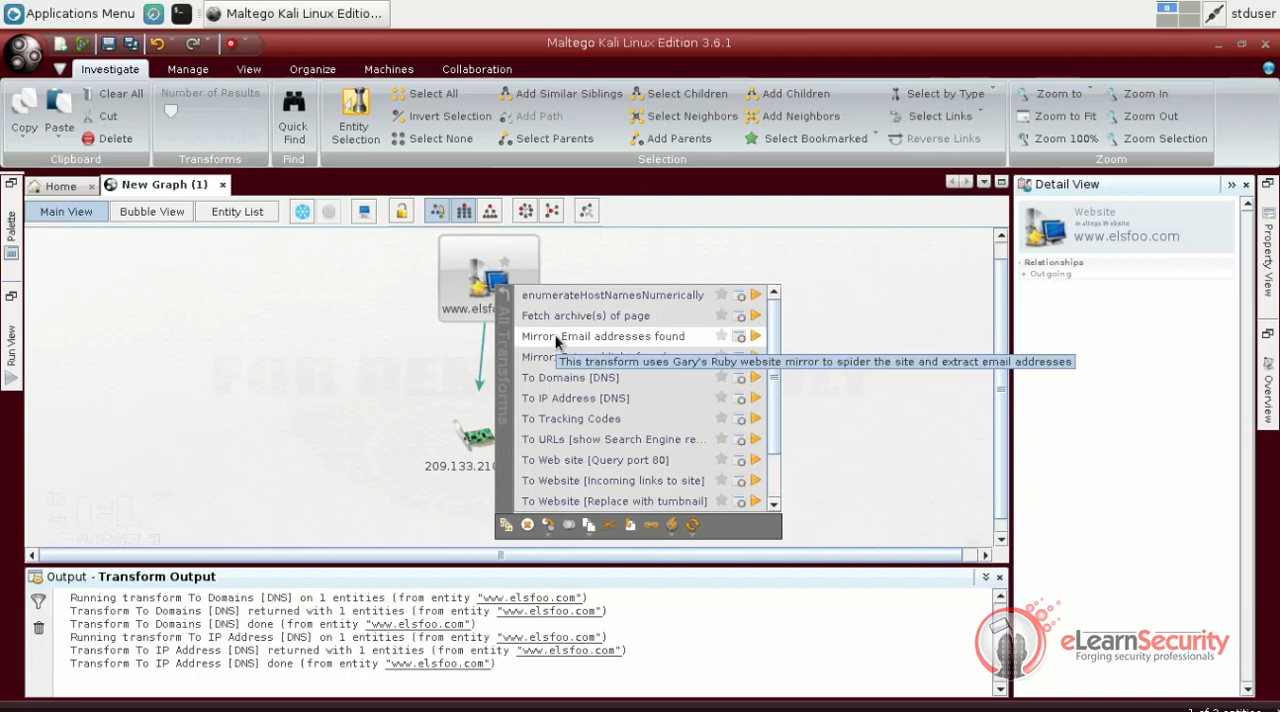 Applications Menu
Maltego Kali Linux Editio...
stduser
Maltego Kali Linux Edition 3.6.1
Investigate
Manage
View
Organize
Machines
Collaboration
Copy
Paste
Clear All
Cut
Delete
Clipboard
Number of Results
Transforms
Quick
Find
Find
Entity
Selection
Select All
Invert Selection
Select None
Add Similar Siblings
Add Path
Select Parents
Select Children
Select Neighbors
Add Parents
Add Children
Add Neighbors
Select Bookmarked
Select by Type
Select Links
Reverse Links
Selection
Zoom to
Zoom to Fit
Zoom 100%
Zoom In
Zoom Out
Zoom Selection
Zoom
Home
New Graph (1)
Detail View
Palette
Run View
Main View
Bubble View
Entity List
www.elsfo
209.133.210
All Transforms
enumerateHostNamesNumerically
Fetch archive(s) of page
Mirror: Email addresses found
Mirror:
This transform uses Gary's Ruby website mirror to spider the site and extract email addresses
To Domains [DNS]
To IP Address [DNS]
To Tracking Codes
To URLs [show Search Engine re...
To Web site [Query port 80]
To Website [Incoming links to site]
To Website [Replace with tumbnail]
Website
maltego.Website
www.elsfoo.com
- Relationships
+ Outgoing
Property View
Overview
Output - Transform Output
Running transform To Domains [DNS] on 1 entities (from entity "www.elsfoo.com")
Transform To Domains [DNS] returned with 1 entities (from entity "www.elsfoo.com")
Transform To Domains [DNS] done (from entity "www.elsfoo.com")
Running transform To IP Address [DNS] on 1 entities (from entity "www.elsfoo.com")
Transform To IP Address [DNS] returned with 1 entities (from entity "www.elsfoo.com")
Transform To IP Address [DNS] done (from entity "www.elsfoo.com")
eLearnSecurity
Forging security professionals